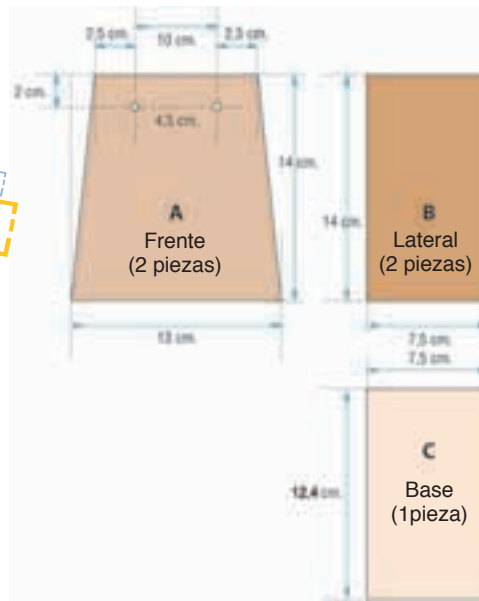 2,5 cm.
10 cm.
2,3 cm.
2 cm.
4,5 cm.
14 cm.
A
Frente
(2 piezas)
13 cm.
14 cm.
B
Lateral
(2 piezas)
7,5 cm.
7,5 cm.
12,4 cm.
C
Base
(1pieza)